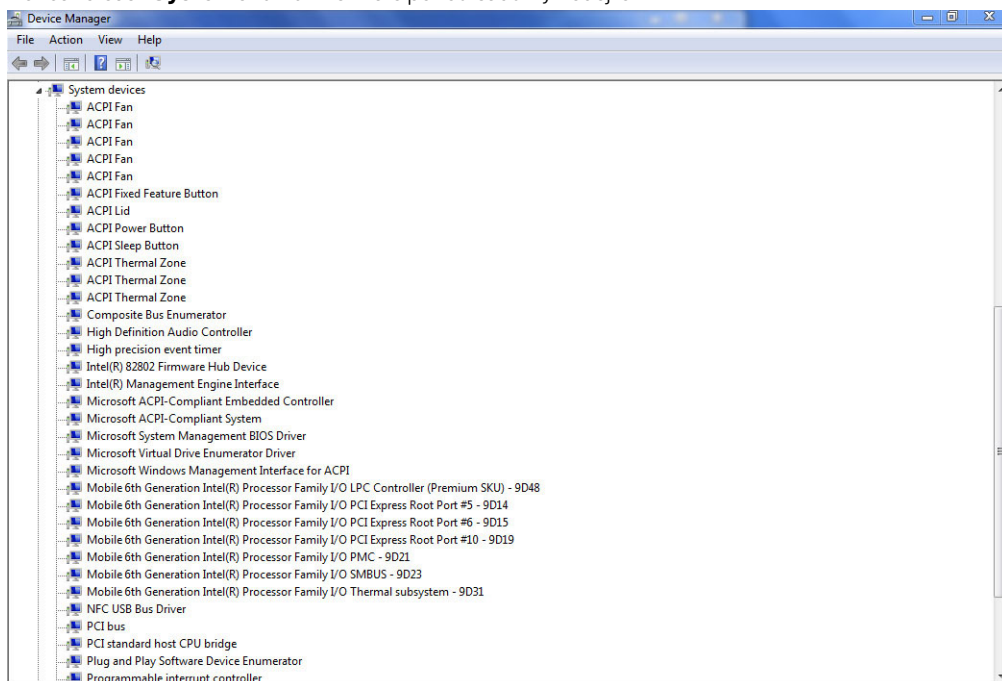 Device Manager
File Action View Help
System devices
ACPI Fan
ACPI Fan
ACPI Fan
ACPI Fan
ACPI Fan
ACPI Fixed Feature Button
ACPI Lid
ACPI Power Button
ACPI Sleep Button
ACPI Thermal Zone
ACPI Thermal Zone
ACPI Thermal Zone
Composite Bus Enumerator
High Definition Audio Controller
High precision event timer
Intel(R) 82802 Firmware Hub Device
Intel(R) Management Engine Interface
Microsoft ACPI-Compliant Embedded Controller
Microsoft ACPI-Compliant System
Microsoft System Management BIOS Driver
Microsoft Virtual Drive Enumerator Driver
Microsoft Windows Management Interface for ACPI
Mobile 6th Generation Intel(R) Processor Family I/O LPC Controller (Premium SKU) - 9D48
Mobile 6th Generation Intel(R) Processor Family I/O PCI Express Root Port #5 - 9D14
Mobile 6th Generation Intel(R) Processor Family I/O PCI Express Root Port #6 - 9D15
Mobile 6th Generation Intel(R) Processor Family I/O PCI Express Root Port #10 - 9D19
Mobile 6th Generation Intel(R) Processor Family I/O PMC - 9D21
Mobile 6th Generation Intel(R) Processor Family I/O SMBUS - 9D23
Mobile 6th Generation Intel(R) Processor Family I/O Thermal subsystem - 9D31
NFC USB Bus Driver
PCI bus
PCI standard host CPU bridge
Plug and Play Software Device Enumerator
Programmable interrupt controller